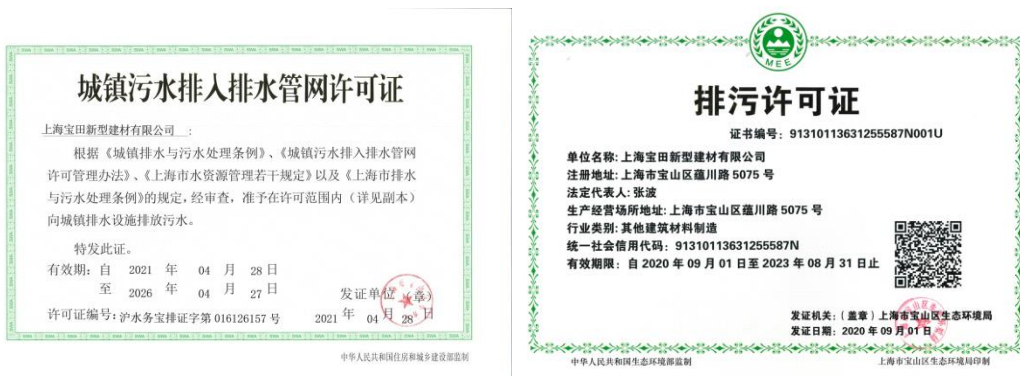 城镇污水排入排水管网许可证
上海宝田新型建材有限公司 :
根据《城镇排水与污水处理条例》、《城镇污水排入排水管网
许可管理办法》、《上海市水资源管理若干规定》以及《上海市排水
与污水处理条例》的规定，经审查，准予在许可范围内（详见副本）
向城镇排水设施排放污水。
特发此证。
有效期：自 2021 年 04 月 28 日
至 2026 年 04 月 27 日
发证单位（章）
许可证编号：沪水务宝排证字第 016126157 号
2021 年 04 月 28 日
中华人民共和国住房和城乡建设部监制
MEE
排污许可证
证书编号：91310113631255587N001U
单位名称：上海宝田新型建材有限公司
注册地址：上海市宝山区蕴川路 5075 号
法定代表人：张波
生产经营场所地址：上海市宝山区蕴川路 5075 号
行业类别：其他建筑材料制造
统一社会信用代码：91310113631255587N
有效期限：自 2020 年 09 月 01 日至 2023 年 08 月 31 日止
发证机关：（盖章）上海市宝山区生态环境局
发证日期：2020 年 09 月 01 日
中华人民共和国生态环境部监制
上海市宝山区生态环境局印制